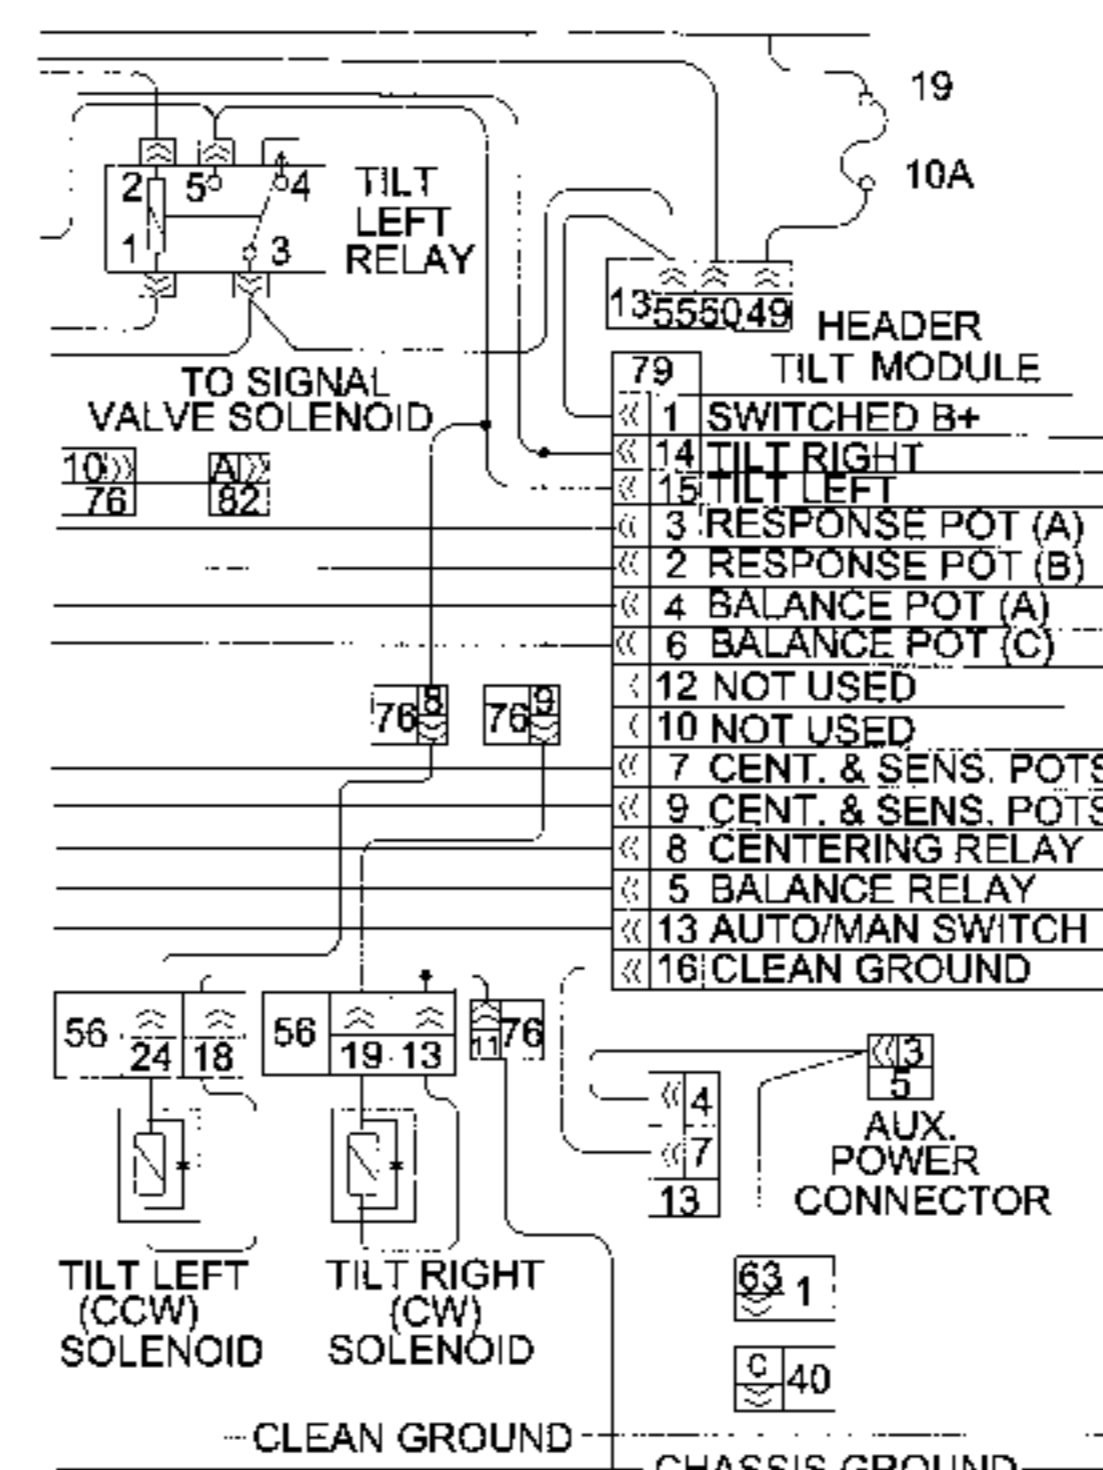 19
10A
2 5 4
1 3
TILT
LEFT
RELAY
13 55 50 49
HEADER
TILT MODULE
79
TO SIGNAL
VALVE SOLENOID
10 A
76 82
1 SWITCHED B+
14 TILT RIGHT
15 TILT LEFT
3 RESPONSE POT (A)
2 RESPONSE POT (B)
4 BALANCE POT (A)
6 BALANCE POT (C)
12 NOT USED
10 NOT USED
7 CENT. & SENS. POTS
9 CENT. & SENS. POTS
8 CENTERING RELAY
5 BALANCE RELAY
13 AUTO/MAN SWITCH
16 CLEAN GROUND
76 8
76 9
56 24 18
56 19 13
11 76
3
5
AUX.
POWER
CONNECTOR
4
7
13
TILT LEFT
(CCW)
SOLENOID
TILT RIGHT
(CW)
SOLENOID
63 1
C 40
CLEAN GROUND
CHASSIS GROUND